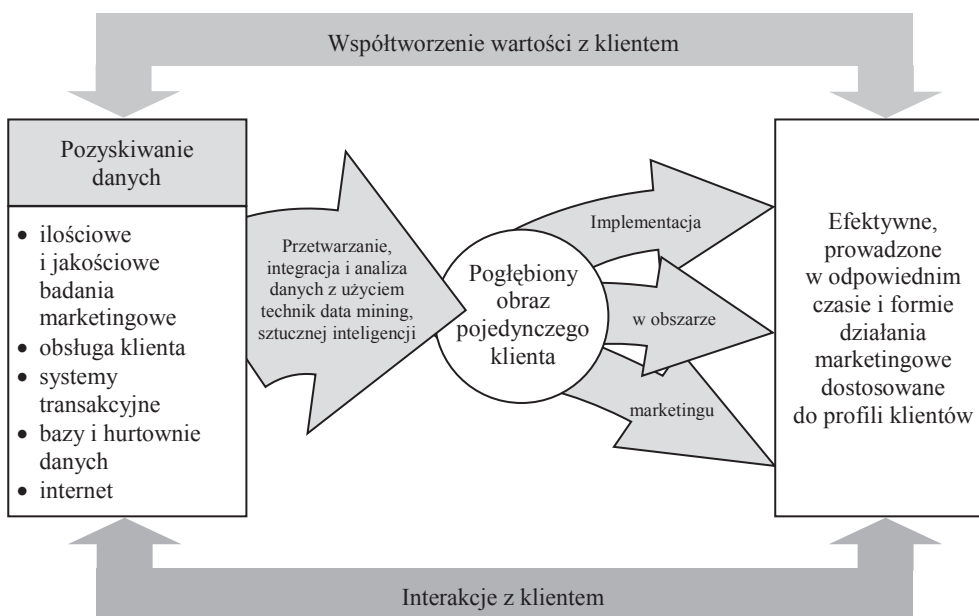 Współtworzenie wartości z klientem
Pozyskiwanie
danych
• ilościowe
i jakościowe
badania
marketingowe
• obsługa klienta
• systemy
transakcyjne
• bazy i hurtownie
danych
• internet
Przetwarzanie,
integracja i analiza
danych z użyciem
technik data mining,
sztucznej inteligencji
Pogłębiony
obraz
pojedynczego
klienta
Implementacja
w obszarze
marketingu
Efektywne,
prowadzone
w odpowiednim
czasie i formie
działania
marketingowe
dostosowane
do profili klientów
Interakcje z klientem